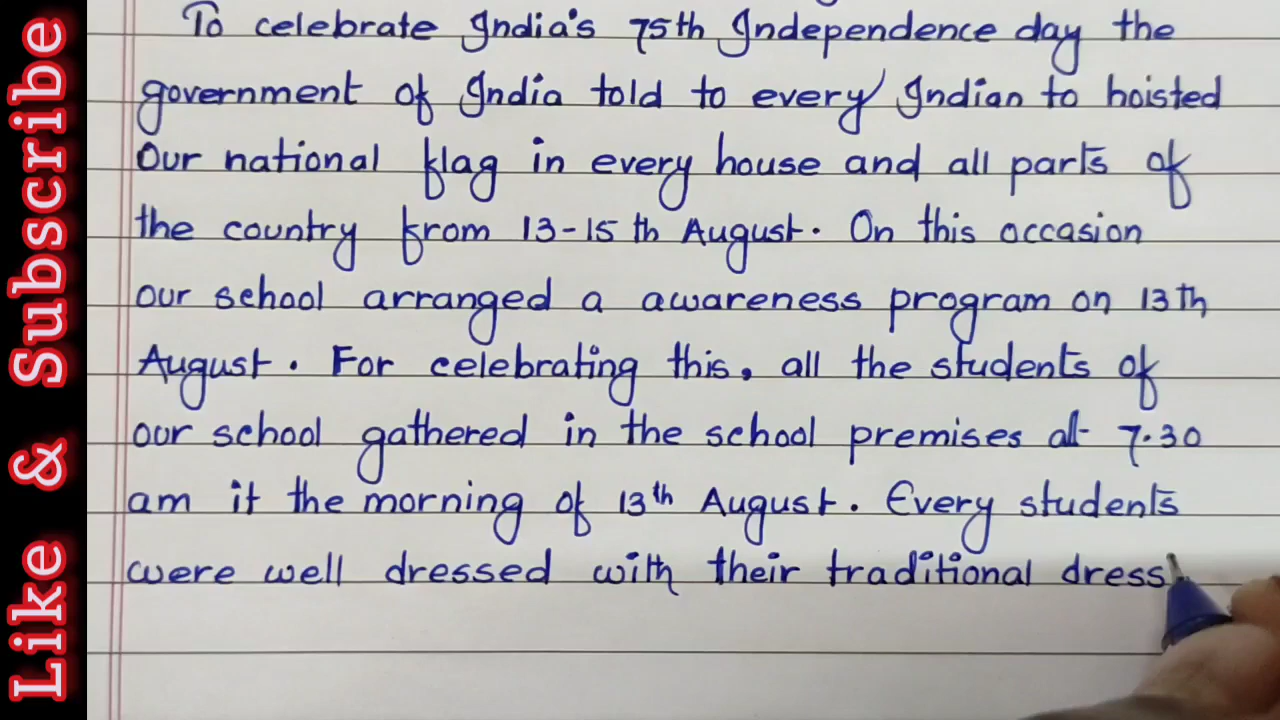 Like & Subscribe
To celebrate India's 75th Independence day the
government of India told to every Indian to hoisted
Our national flag in every house and all parts of
the country from 13-15 th August. On this occasion
our school arranged a awareness program on 13th
August. For celebrating this, all the students of
our school gathered in the school premises at 7.30
am it the morning of 13th August. Every students
were well dressed with their traditional dress